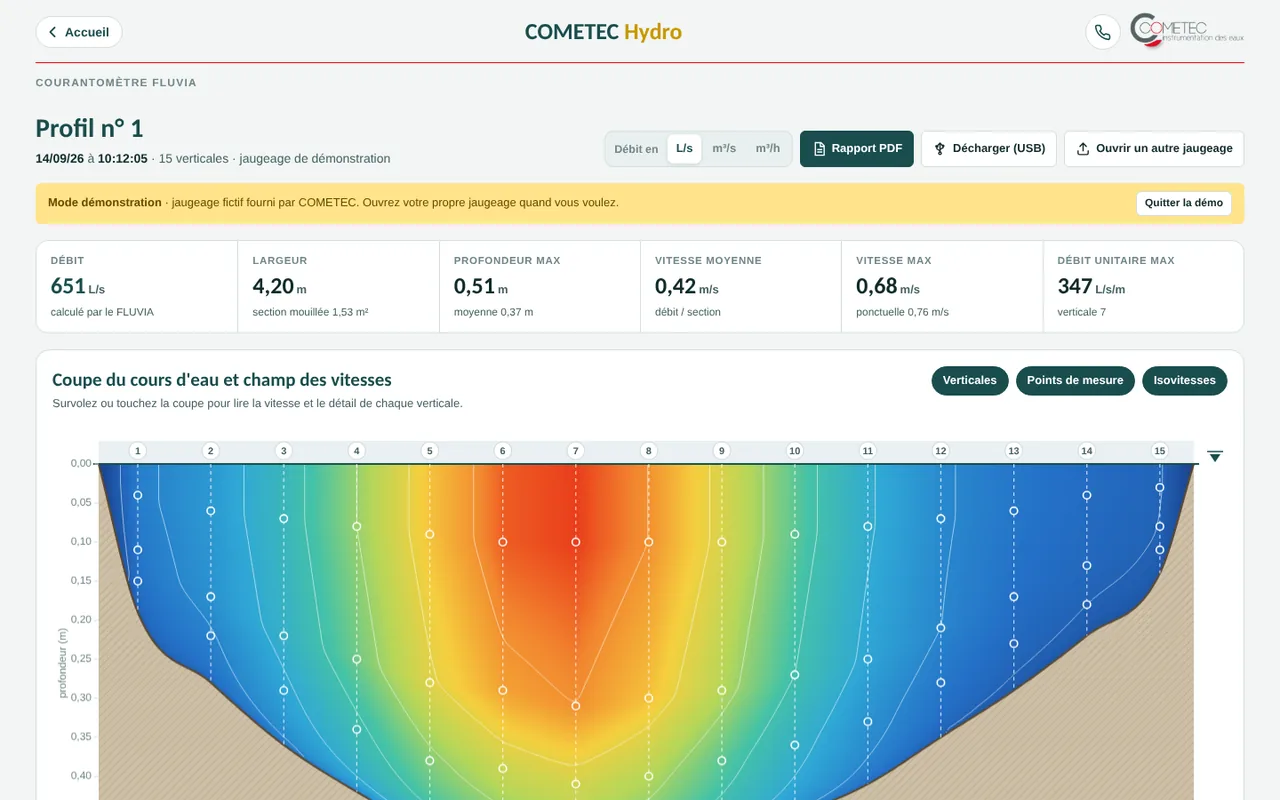 Accueil
COMETEC Hydro
COMETEC
instrumentation des eaux
COURANTOMÈTRE FLUVIA
Profil n° 1
14/09/26 à 10:12:05 · 15 verticales · jaugeage de démonstration
Débit en L/s m³/s m³/h
Rapport PDF
Décharger (USB)
Ouvrir un autre jaugeage
Mode démonstration · jaugeage fictif fourni par COMETEC. Ouvrez votre propre jaugeage quand vous voulez.
Quitter la démo
DÉBIT
651 L/s
calculé par le FLUVIA
LARGEUR
4,20 m
section mouillée 1,53 m²
PROFONDEUR MAX
0,51 m
moyenne 0,37 m
VITESSE MOYENNE
0,42 m/s
débit / section
VITESSE MAX
0,68 m/s
ponctuelle 0,76 m/s
DÉBIT UNITAIRE MAX
347 L/s/m
verticale 7
Coupe du cours d'eau et champ des vitesses
Survolez ou touchez la coupe pour lire la vitesse et le détail de chaque verticale.
Verticales
Points de mesure
Isovitesses
1 2 3 4 5 6 7 8 9 10 11 12 13 14 15
0,00
0,05
0,10
0,15
0,20
0,25
0,30
0,35
0,40
profondeur (m)